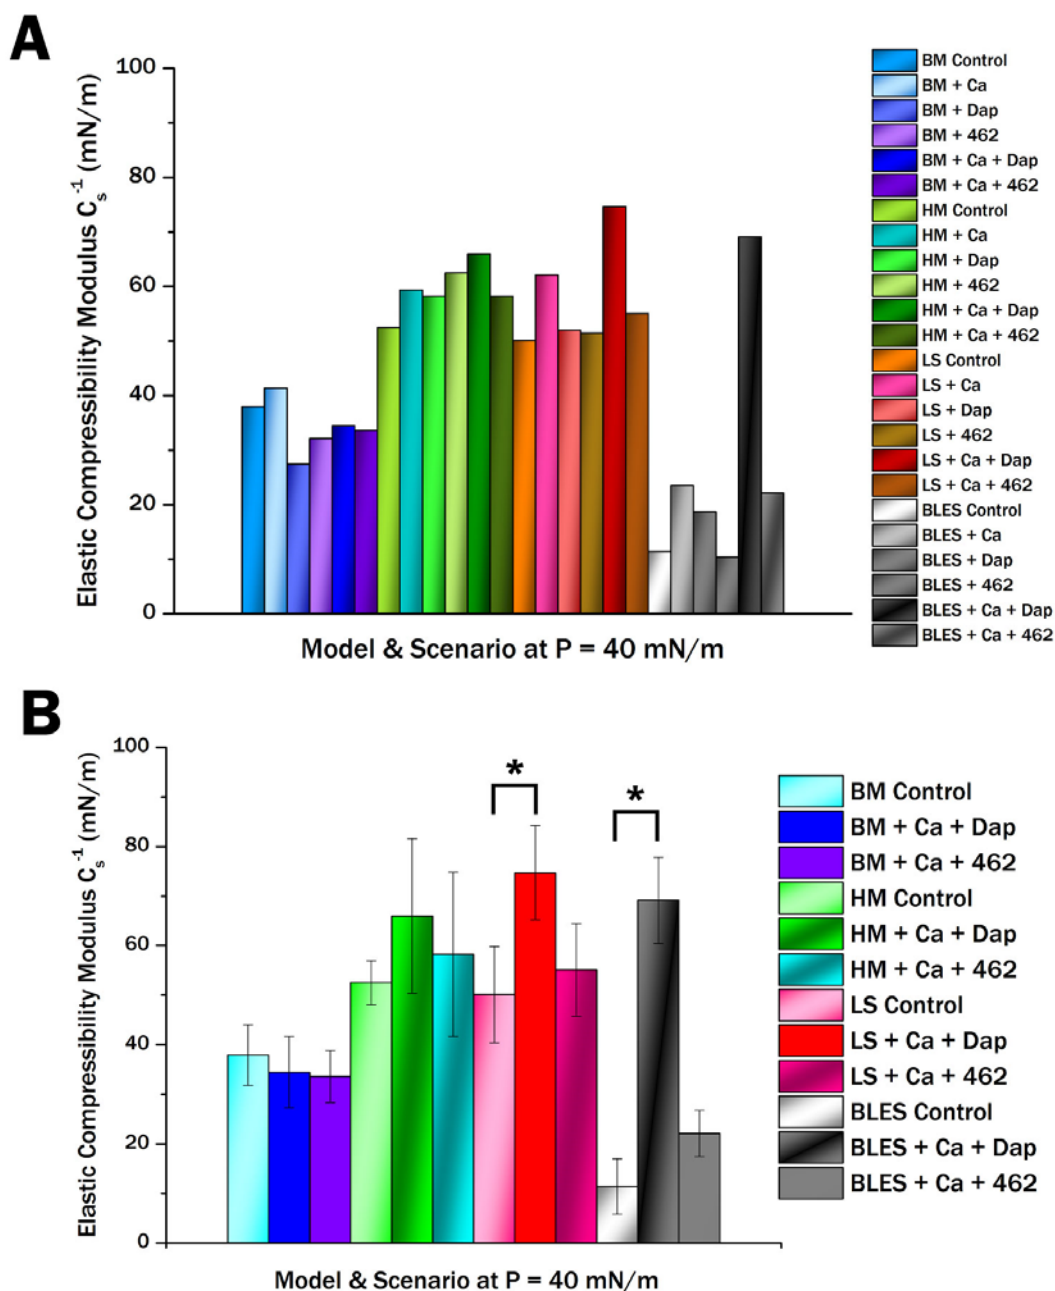 A
Elastic Compressibility Modulus C_s^-1 (mN/m)
100
80
60
40
20
0
Model & Scenario at P = 40 mN/m
BM Control
BM + Ca
BM + Dap
BM + 462
BM + Ca + Dap
BM + Ca + 462
HM Control
HM + Ca
HM + Dap
HM + 462
HM + Ca + Dap
HM + Ca + 462
LS Control
LS + Ca
LS + Dap
LS + 462
LS + Ca + Dap
LS + Ca + 462
BLES Control
BLES + Ca
BLES + Dap
BLES + 462
BLES + Ca + Dap
BLES + Ca + 462
B
Elastic Compressibility Modulus C_s^-1 (mN/m)
100
80
60
40
20
0
*
*
Model & Scenario at P = 40 mN/m
BM Control
BM + Ca + Dap
BM + Ca + 462
HM Control
HM + Ca + Dap
HM + Ca + 462
LS Control
LS + Ca + Dap
LS + Ca + 462
BLES Control
BLES + Ca + Dap
BLES + Ca + 462